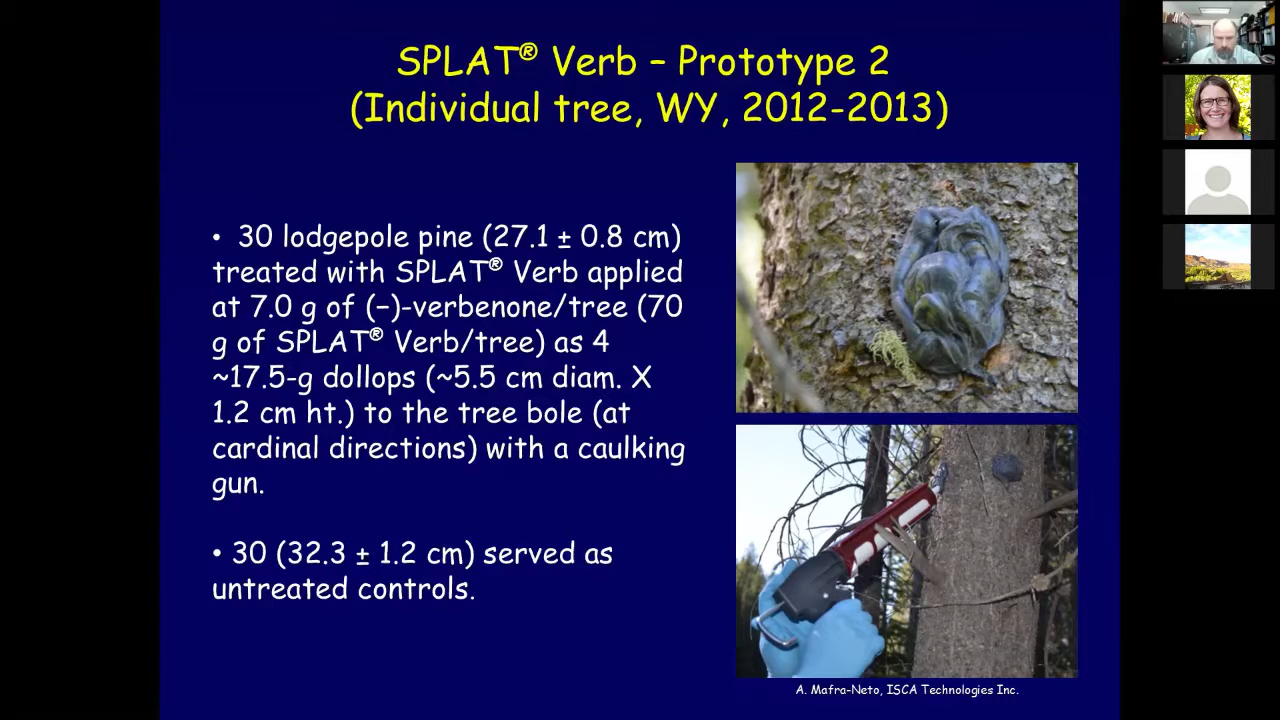 SPLAT® Verb – Prototype 2
(Individual tree, WY, 2012-2013)
• 30 lodgepole pine (27.1 ± 0.8 cm)
treated with SPLAT® Verb applied
at 7.0 g of (−)-verbenone/tree (70
g of SPLAT® Verb/tree) as 4
~17.5-g dollops (~5.5 cm diam. X
1.2 cm ht.) to the tree bole (at
cardinal directions) with a caulking
gun.
• 30 (32.3 ± 1.2 cm) served as
untreated controls.
A. Mafra-Neto, ISCA Technologies Inc.